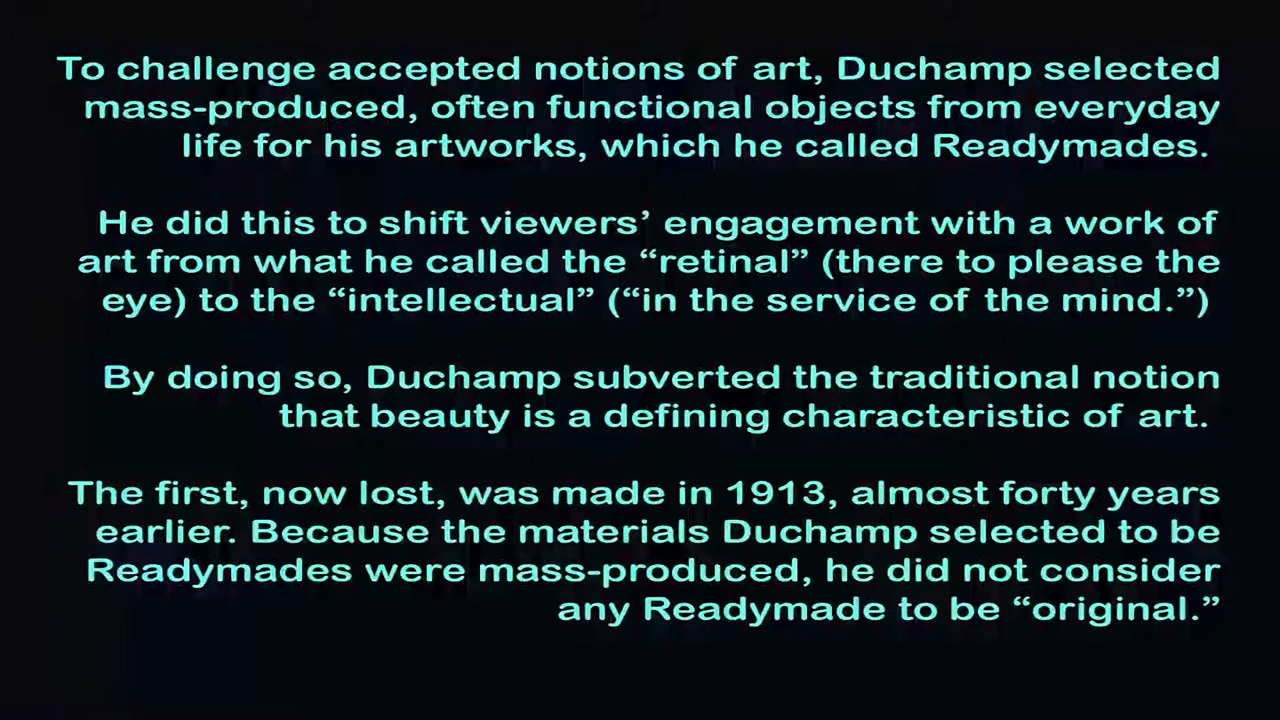 To challenge accepted notions of art, Duchamp selected
mass-produced, often functional objects from everyday
life for his artworks, which he called Readymades.
He did this to shift viewers’ engagement with a work of
art from what he called the “retinal” (there to please the
eye) to the “intellectual” (“in the service of the mind.”)
By doing so, Duchamp subverted the traditional notion
that beauty is a defining characteristic of art.
The first, now lost, was made in 1913, almost forty years
earlier. Because the materials Duchamp selected to be
Readymades were mass-produced, he did not consider
any Readymade to be “original.”